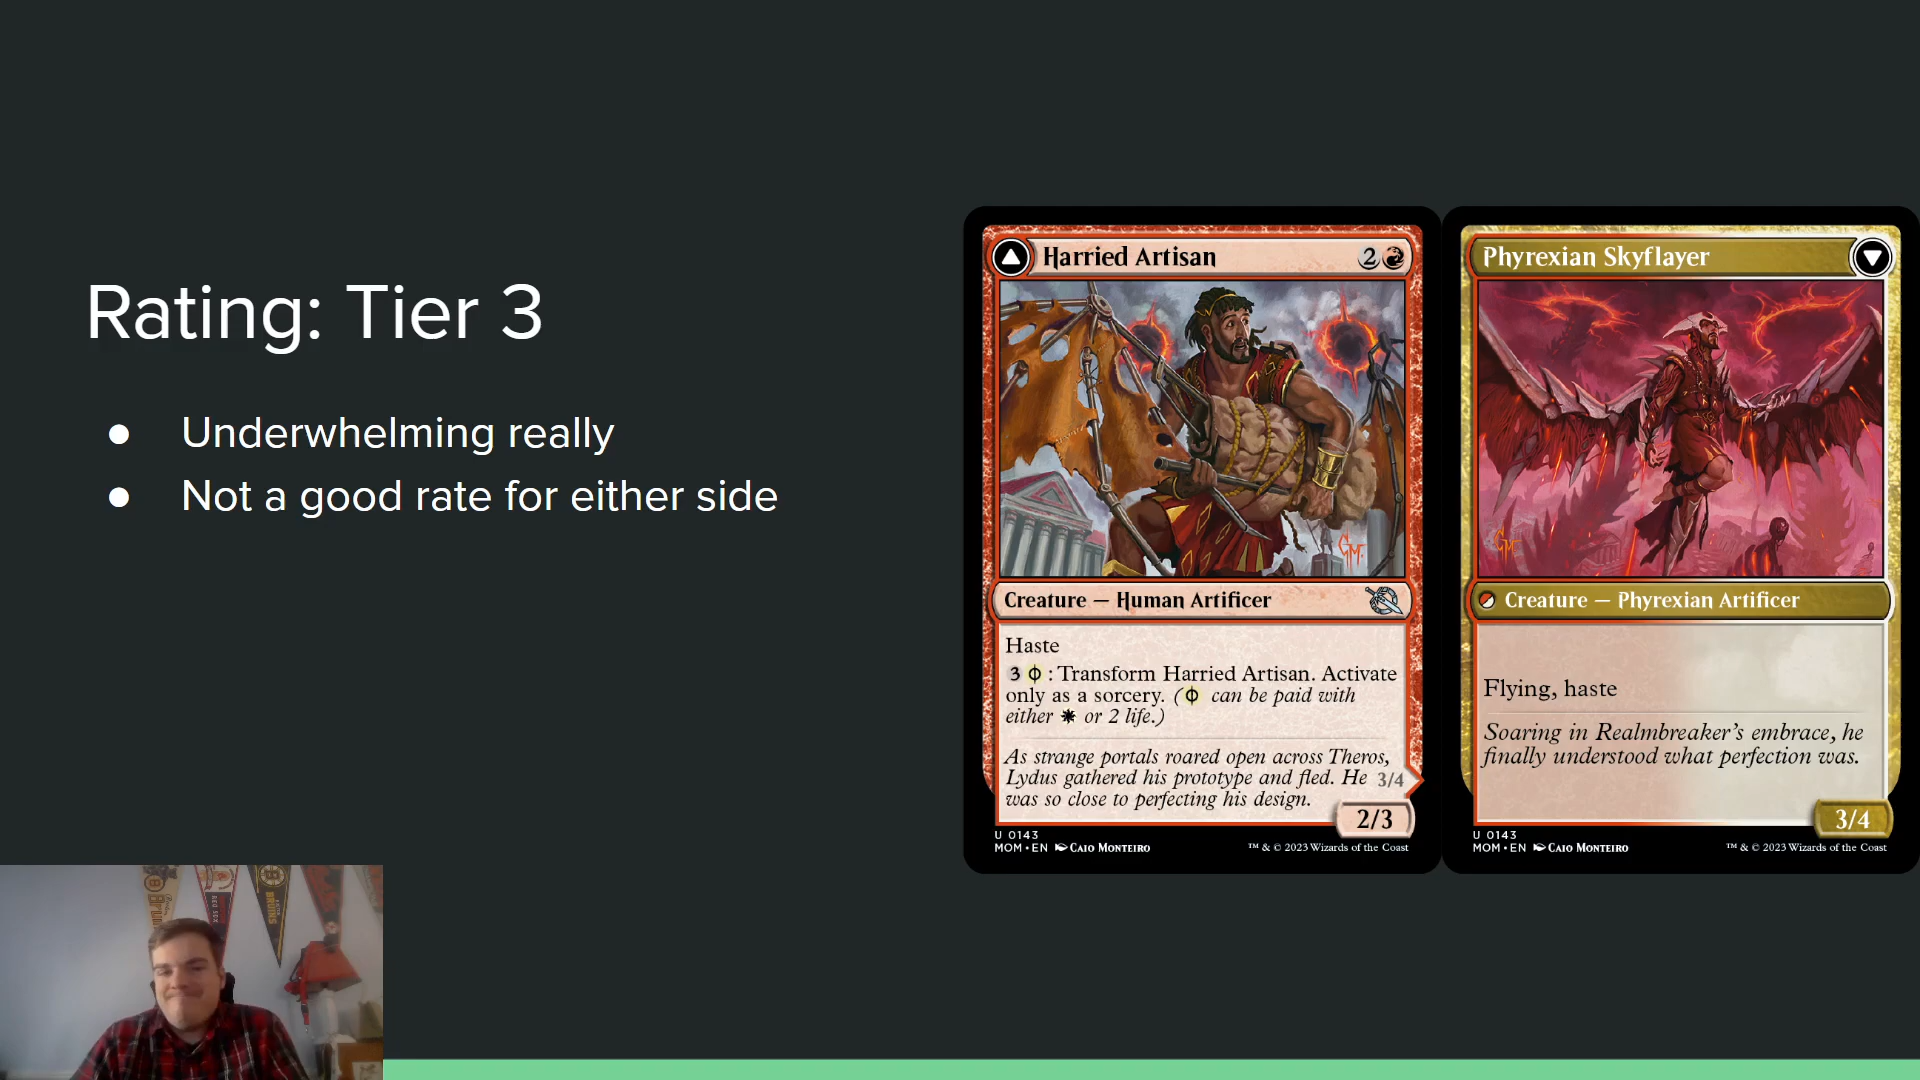 Rating: Tier 3
● Underwhelming really
● Not a good rate for either side
Harried Artisan 2
Creature — Human Artificer
Haste
3 : Transform Harried Artisan. Activate
only as a sorcery. ( can be paid with
either or 2 life.)
As strange portals roared open across Theros,
Lydus gathered his prototype and fled. He 3/4
was so close to perfecting his design.
2/3
U 0143
MOM • EN Caio Monteiro
™ & © 2023 Wizards of the Coast
Phyrexian Skyflayer
Creature — Phyrexian Artificer
Flying, haste
Soaring in Realmbreaker's embrace, he
finally understood what perfection was.
3/4
U 0143
MOM • EN Caio Monteiro
™ & © 2023 Wizards of the Coast
BRUINS